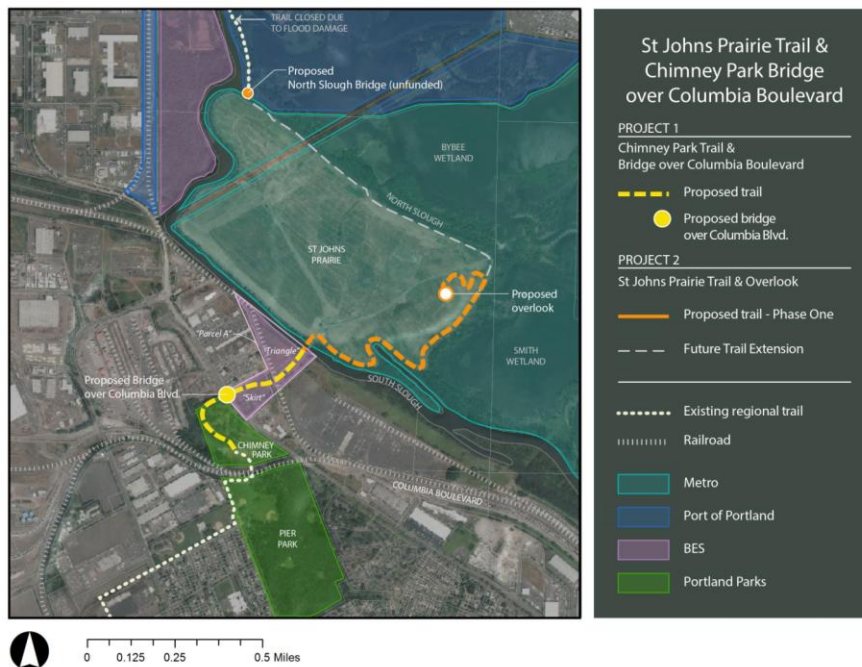 TRAIL CLOSED DUE
TO FLOOD DAMAGE
Proposed
North Slough Bridge (unfunded)
BYBEE
WETLAND
NORTH SLOUGH
ST JOHNS
PRAIRIE
Proposed
overlook
"Parcel A"
"Triangle"
SMITH
WETLAND
Proposed Bridge
over Columbia Blvd.
"Skirt"
SOUTH SLOUGH
CHIMNEY
PARK
COLUMBIA BOULEVARD
PIER
PARK
0 0.125 0.25 0.5 Miles
St Johns Prairie Trail &
Chimney Park Bridge
over Columbia Boulevard
PROJECT 1
Chimney Park Trail &
Bridge over Columbia Boulevard
Proposed trail
Proposed bridge
over Columbia Blvd.
PROJECT 2
St Johns Prairie Trail & Overlook
Proposed trail - Phase One
Future Trail Extension
Existing regional trail
Railroad
Metro
Port of Portland
BES
Portland Parks